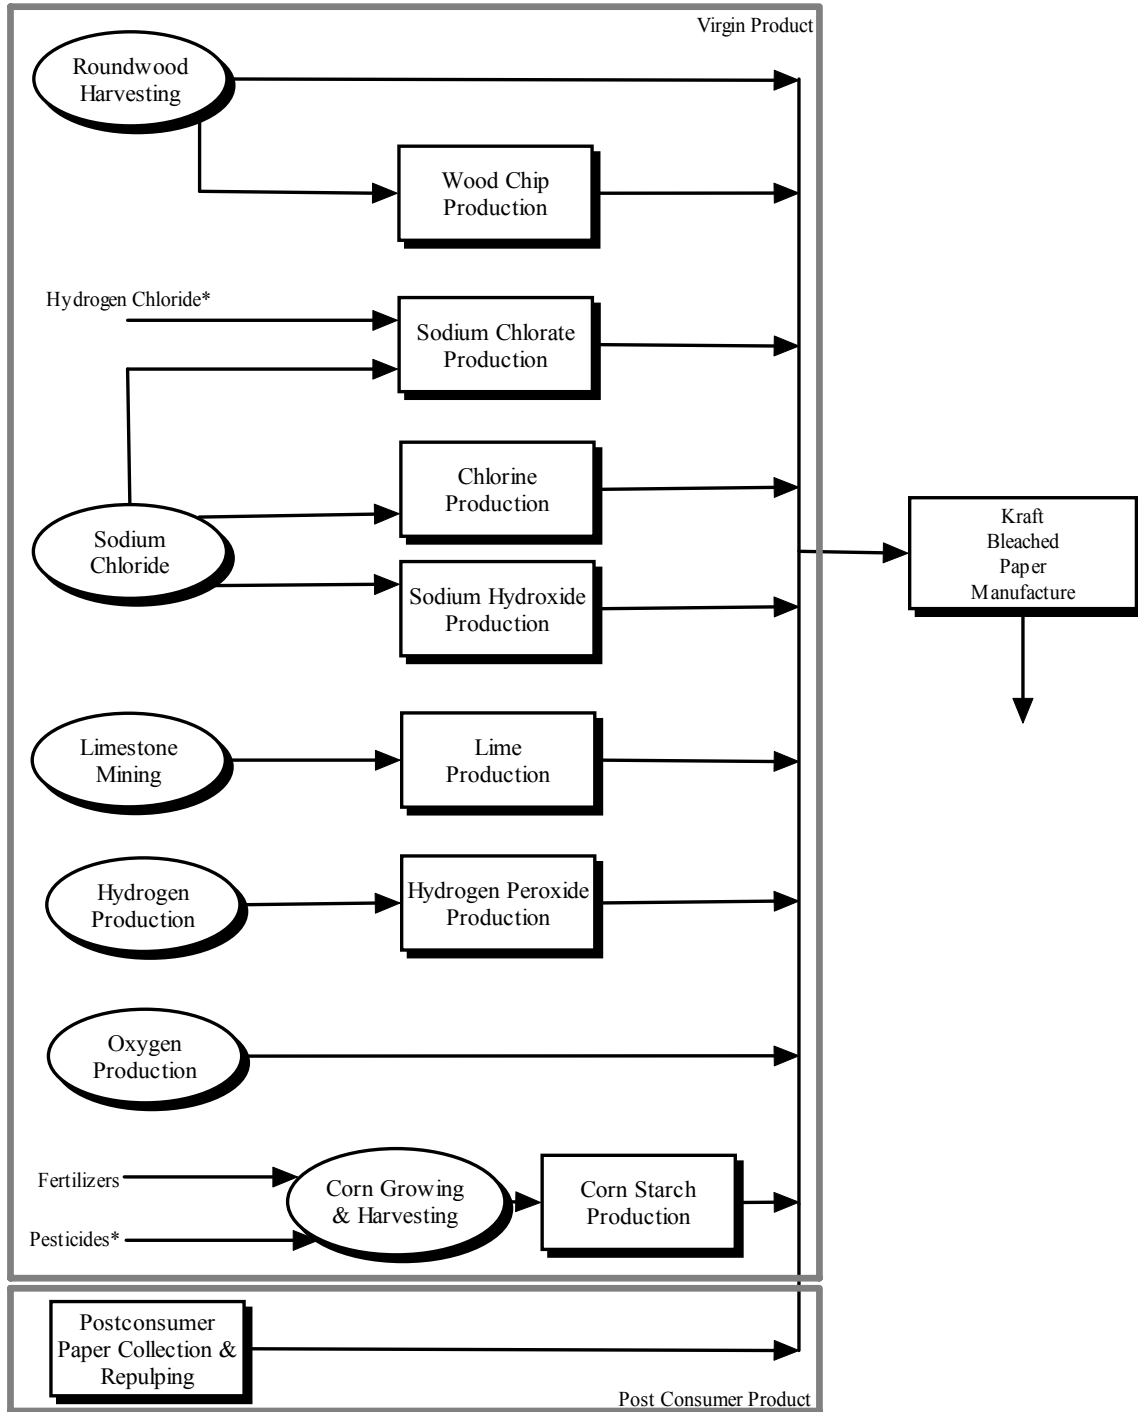 Virgin Product
Roundwood
Harvesting
Wood Chip
Production
Hydrogen Chloride*
Sodium Chlorate
Production
Chlorine
Production
Sodium
Chloride
Sodium Hydroxide
Production
Kraft
Bleached
Paper
Manufacture
Limestone
Mining
Lime
Production
Hydrogen
Production
Hydrogen Peroxide
Production
Oxygen
Production
Fertilizers
Pesticides*
Corn Growing
& Harvesting
Corn Starch
Production
Postconsumer
Paper Collection &
Repulping
Post Consumer Product